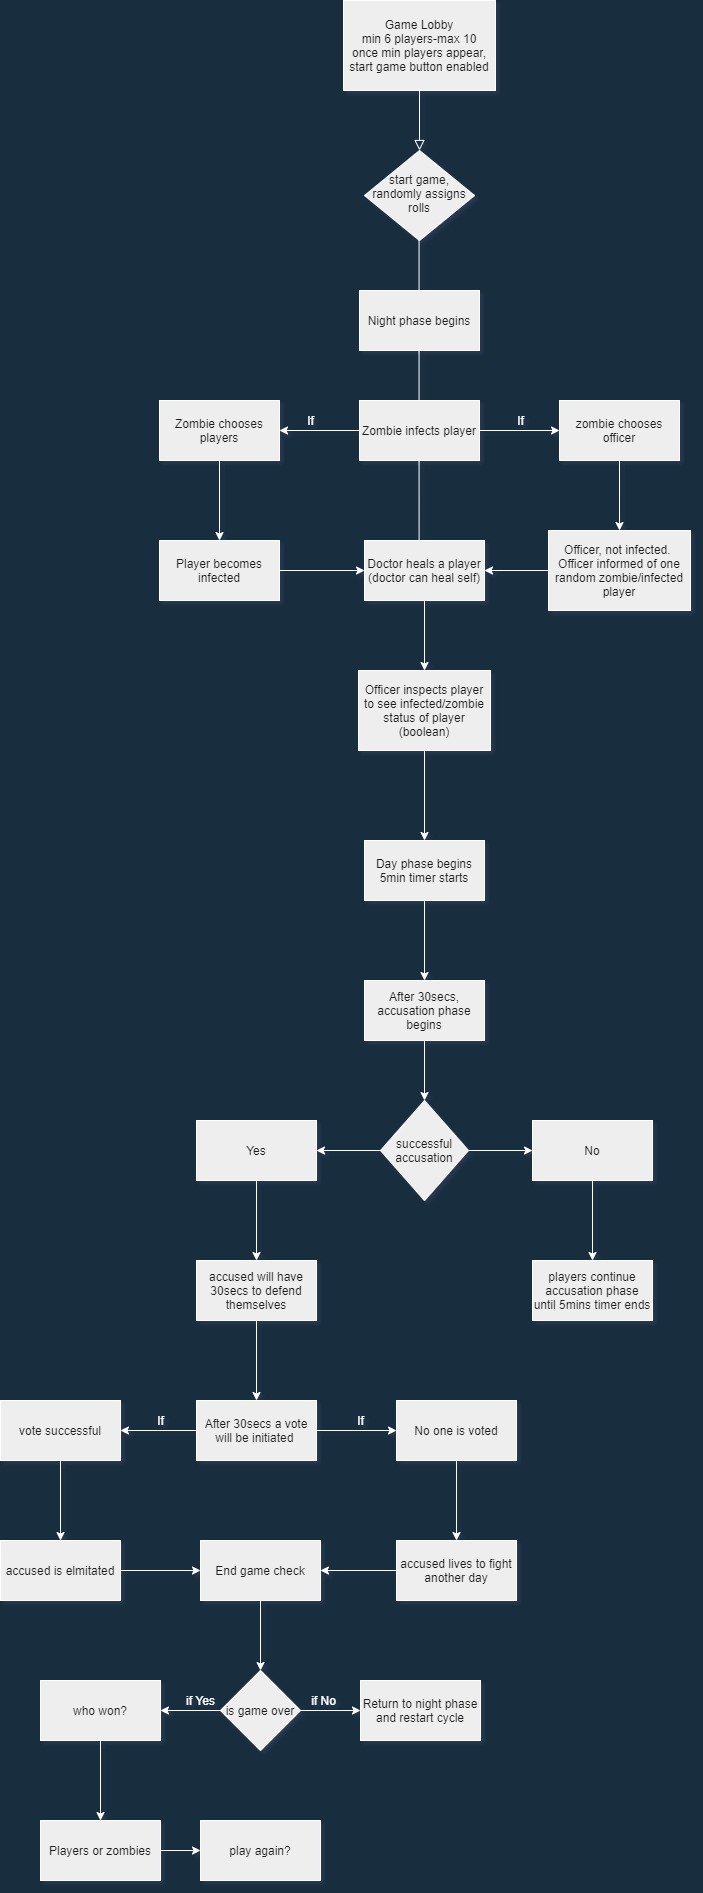 Game Lobby
min 6 players-max 10
once min players appear,
start game button enabled
start game,
randomly assigns
rolls
Night phase begins
Zombie chooses
players
If
Zombie infects player
If
zombie chooses
officer
Player becomes
infected
Doctor heals a player
(doctor can heal self)
Officer, not infected.
Officer informed of one
random zombie/infected
player
Officer inspects player
to see infected/zombie
status of player
(boolean)
Day phase begins
5min timer starts
After 30secs,
accusation phase
begins
Yes
successful
accusation
No
accused will have
30secs to defend
themselves
players continue
accusation phase
until 5mins timer ends
vote successful
If
After 30secs a vote
will be initiated
If
No one is voted
accused is elmitated
End game check
accused lives to fight
another day
who won?
if Yes
is game over
if No
Return to night phase
and restart cycle
Players or zombies
play again?